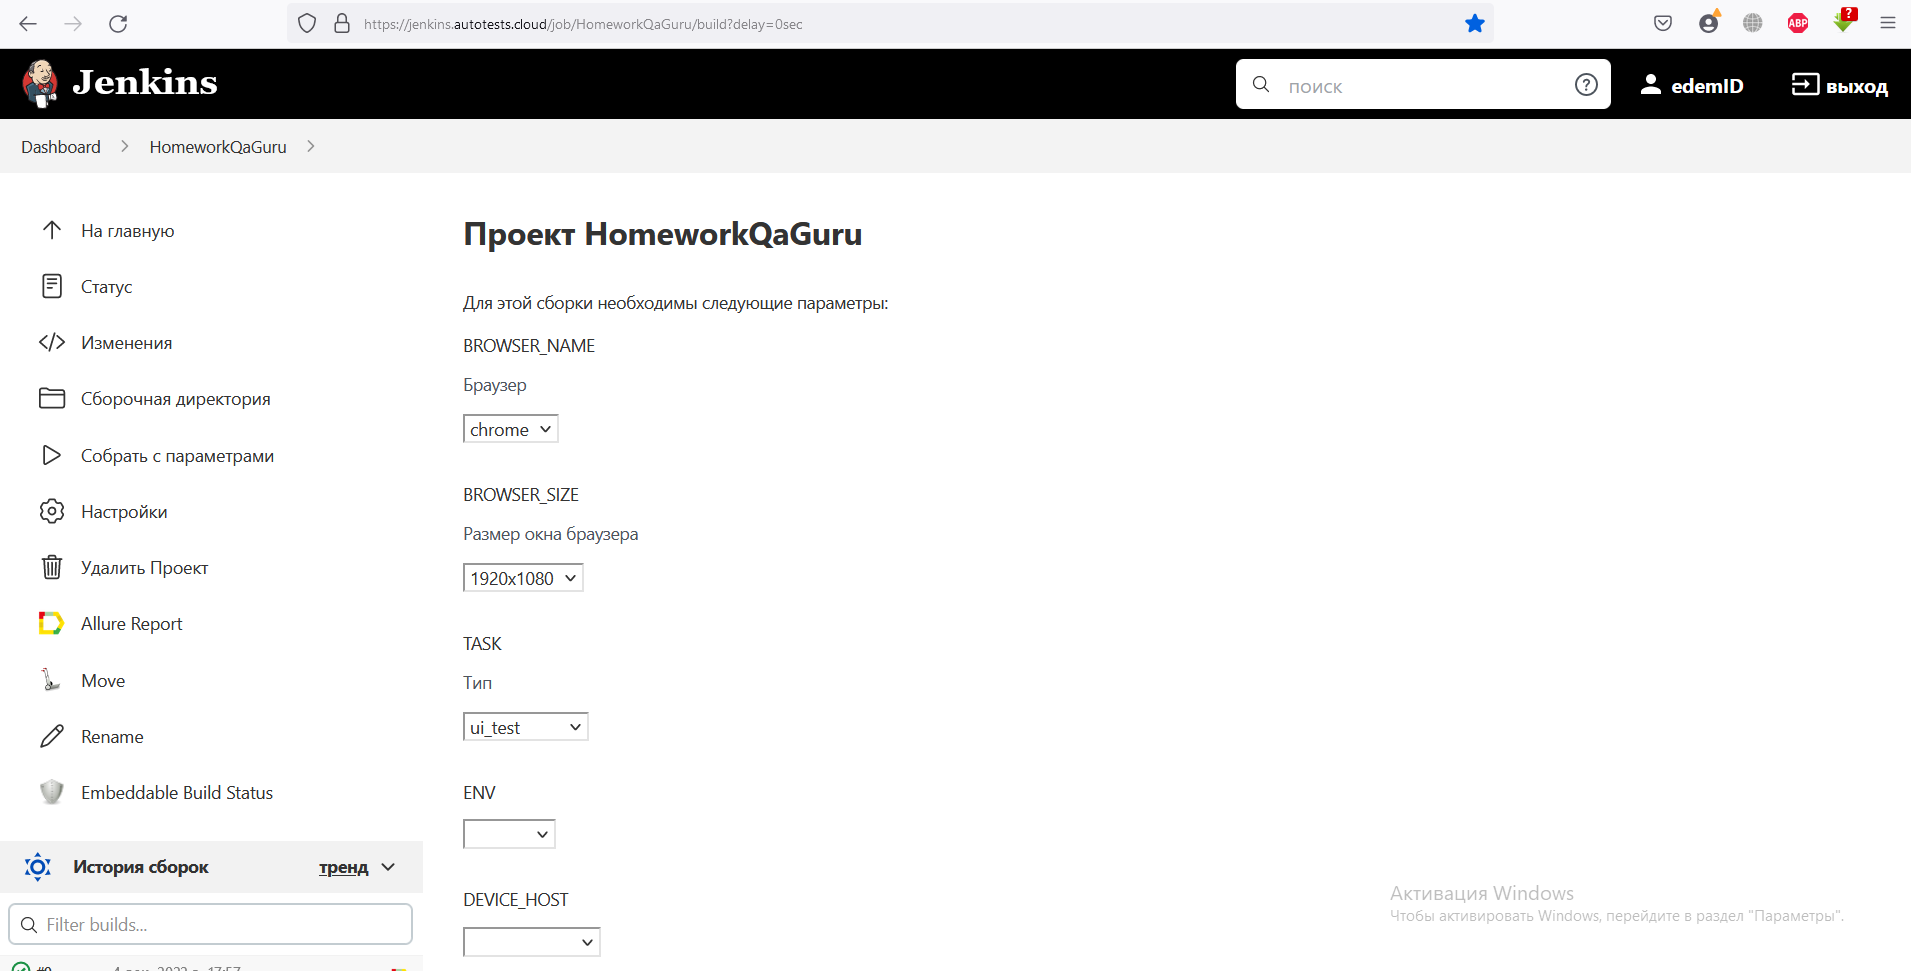 https://jenkins.autotests.cloud/job/HomeworkQaGuru/build?delay=0sec
ABP
?
Jenkins
поиск
?
edemID
выход
Dashboard
HomeworkQaGuru
На главную
Статус
Изменения
Сборочная директория
Собрать с параметрами
Настройки
Удалить Проект
Allure Report
Move
Rename
Embeddable Build Status
История сборок
тренд
Filter builds...
Проект HomeworkQaGuru
Для этой сборки необходимы следующие параметры:
BROWSER_NAME
Браузер
chrome
BROWSER_SIZE
Размер окна браузера
1920x1080
TASK
Тип
ui_test
ENV
DEVICE_HOST
Активация Windows
Чтобы активировать Windows, перейдите в раздел "Параметры".